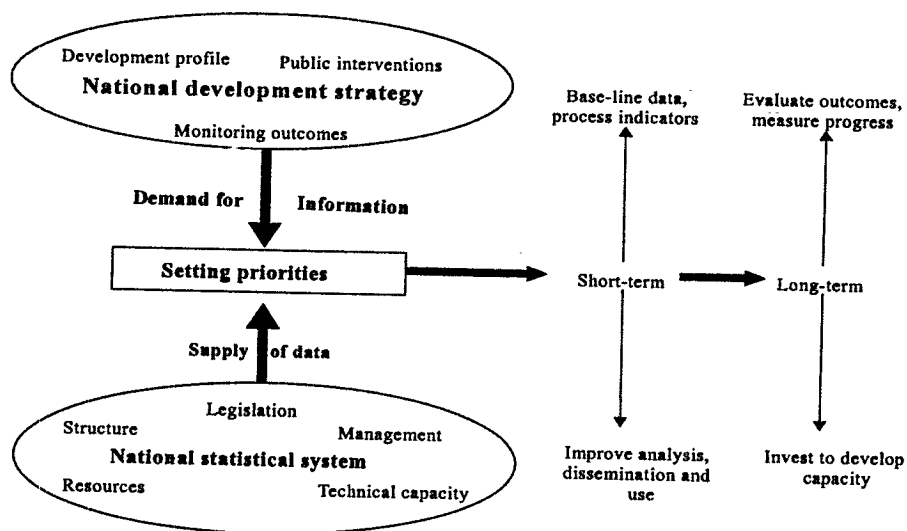 Development profile
Public interventions
National development strategy
Monitoring outcomes
Demand for Information
Setting priorities
Supply of data
Legislation
Structure
Management
National statistical system
Resources
Technical capacity
Base-line data,
process indicators
Short-term
Improve analysis,
dissemination and
use
Evaluate outcomes,
measure progress
Long-term
Invest to develop
capacity